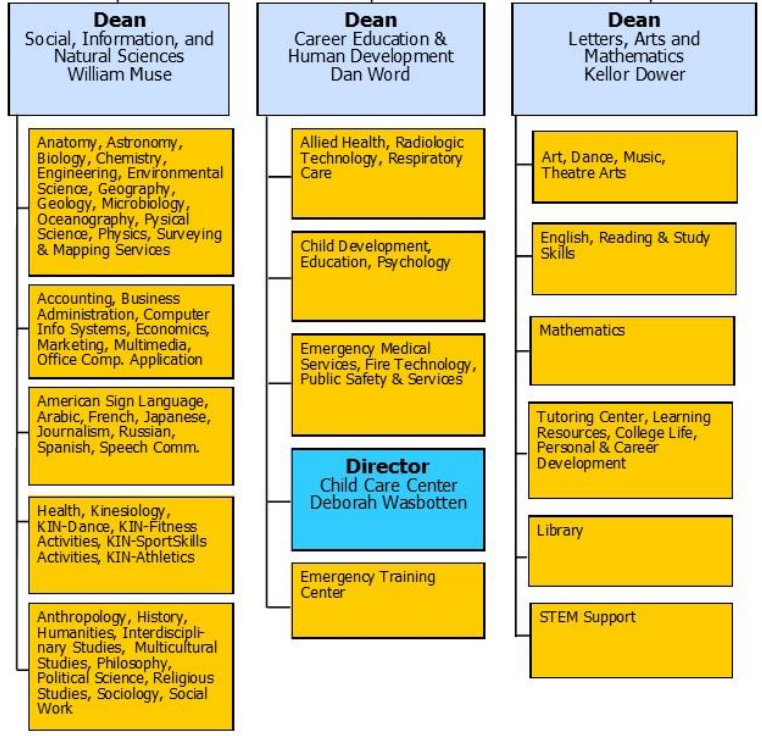 Dean
Social, Information, and
Natural Sciences
William Muse
Anatomy, Astronomy,
Biology, Chemistry,
Engineering, Environmental
Science, Geography,
Geology, Microbiology,
Oceanography, Pysical
Science, Physics, Surveying
& Mapping Services
Accounting, Business
Administration, Computer
Info Systems, Economics,
Marketing, Multimedia,
Office Comp. Application
American Sign Language,
Arabic, French, Japanese,
Journalism, Russian,
Spanish, Speech Comm.
Health, Kinesiology,
KIN-Dance, KIN-Fitness
Activities, KIN-SportSkills
Activities, KIN-Athletics
Anthropology, History,
Humanities, Interdiscipli-
nary Studies, Multicultural
Studies, Philosophy,
Political Science, Religious
Studies, Sociology, Social
Work
Dean
Career Education &
Human Development
Dan Word
Allied Health, Radiologic
Technology, Respiratory
Care
Child Development,
Education, Psychology
Emergency Medical
Services, Fire Technology,
Public Safety & Services
Director
Child Care Center
Deborah Wasbotten
Emergency Training
Center
Dean
Letters, Arts and
Mathematics
Kellor Dower
Art, Dance, Music,
Theatre Arts
English, Reading & Study
Skills
Mathematics
Tutoring Center, Learning
Resources, College Life,
Personal & Career
Development
Library
STEM Support